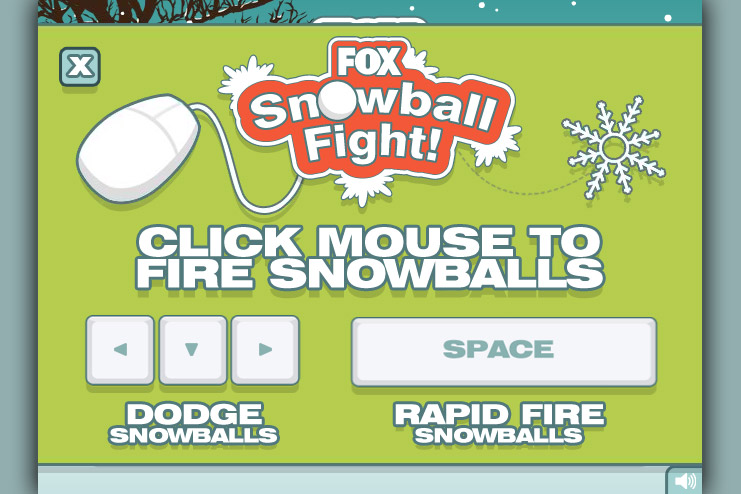 X
FOX
Snowball
Fight!
CLICK MOUSE TO
FIRE SNOWBALLS
SPACE
DODGE
SNOWBALLS
RAPID FIRE
SNOWBALLS